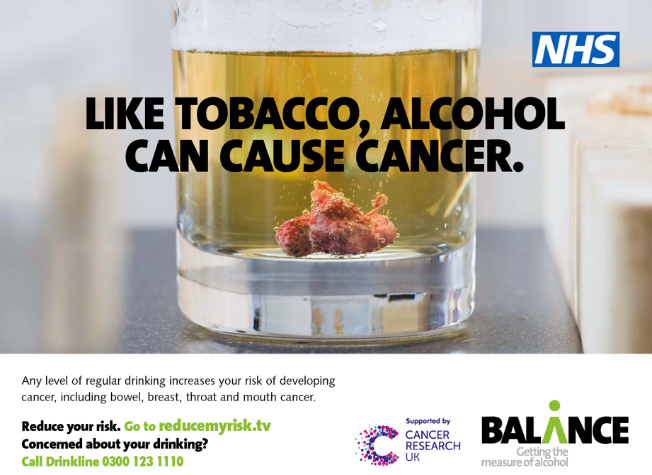 NHS
LIKE TOBACCO, ALCOHOL
CAN CAUSE CANCER.
Any level of regular drinking increases your risk of developing
cancer, including bowel, breast, throat and mouth cancer.
Reduce your risk. Go to reducemyrisk.tv
Concerned about your drinking?
Call Drinkline 0300 123 1110
Supported by
CANCER
RESEARCH
UK
BALANCE
Getting the
measure of alcohol